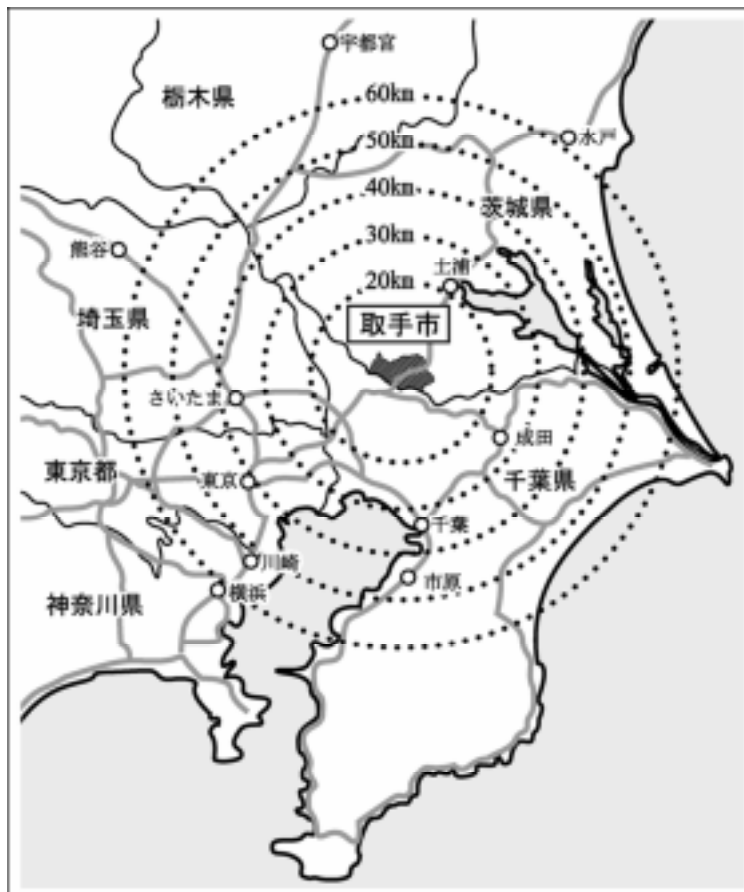 宇都宮
栃木県
60㎞
50㎞
水戸
40㎞
茨城県
30㎞
熊谷
土浦
20㎞
埼玉県
取手市
さいたま
成田
東京都
東京
千葉県
千葉
川崎
市原
横浜
神奈川県